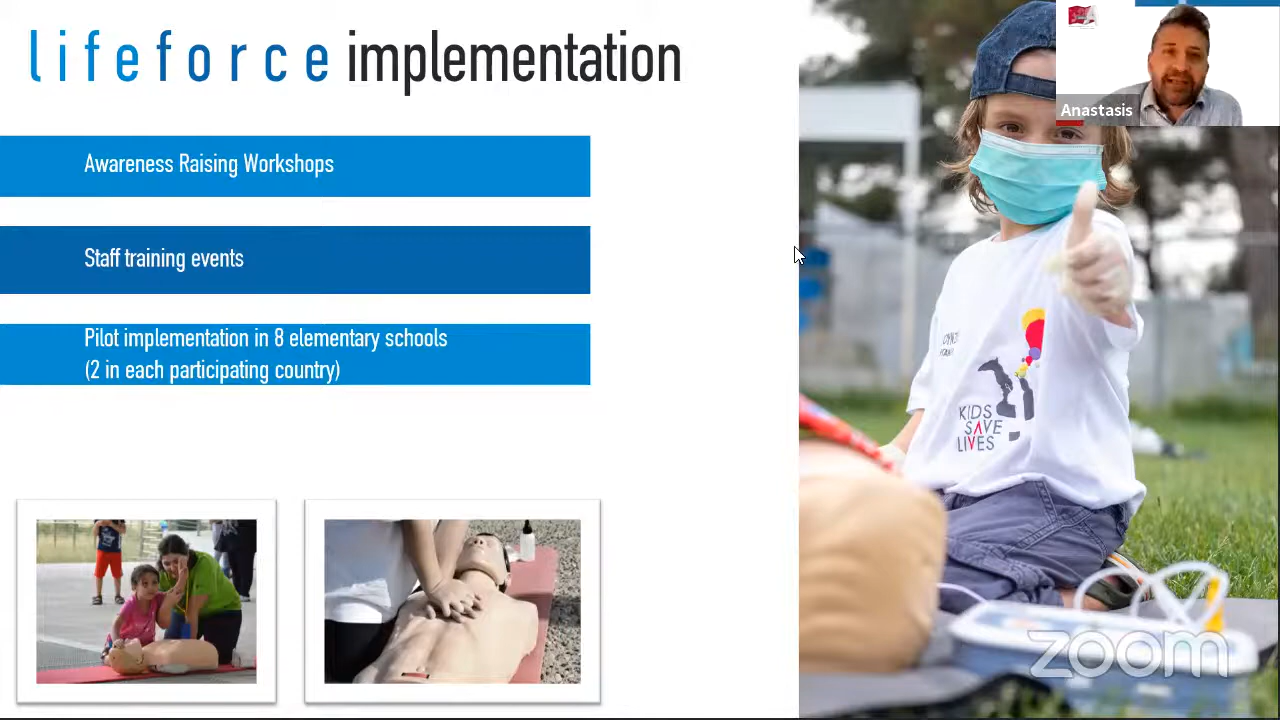 lifeforce implementation
Awareness Raising Workshops
Staff training events
Pilot implementation in 8 elementary schools
(2 in each participating country)
Anastasis
KIDS
SAVE
LIVES
zoom